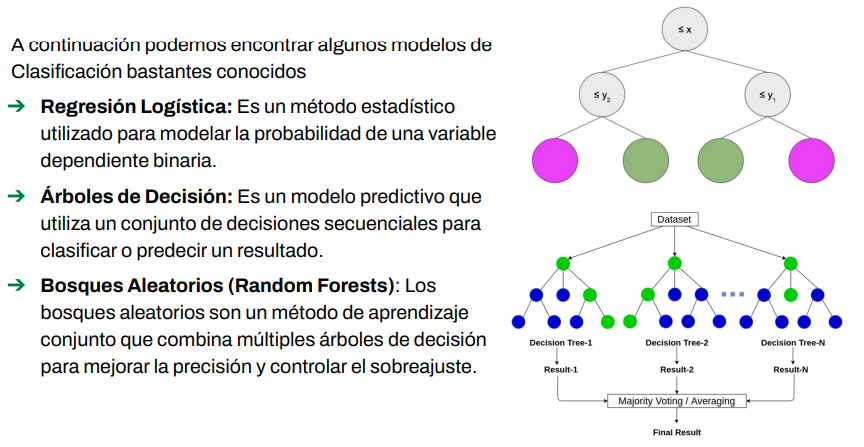 A continuación podemos encontrar algunos modelos de
Clasificación bastantes conocidos
➔ Regresión Logística: Es un método estadístico
utilizado para modelar la probabilidad de una variable
dependiente binaria.
➔ Árboles de Decisión: Es un modelo predictivo que
utiliza un conjunto de decisiones secuenciales para
clasificar o predecir un resultado.
➔ Bosques Aleatorios (Random Forests): Los
bosques aleatorios son un método de aprendizaje
conjunto que combina múltiples árboles de decisión
para mejorar la precisión y controlar el sobreajuste.
≤ x
≤ y₂ ≤ y₁
Dataset
Decision Tree-1 Decision Tree-2 Decision Tree-N
Result-1 Result-2 Result-N
Majority Voting / Averaging
Final Result